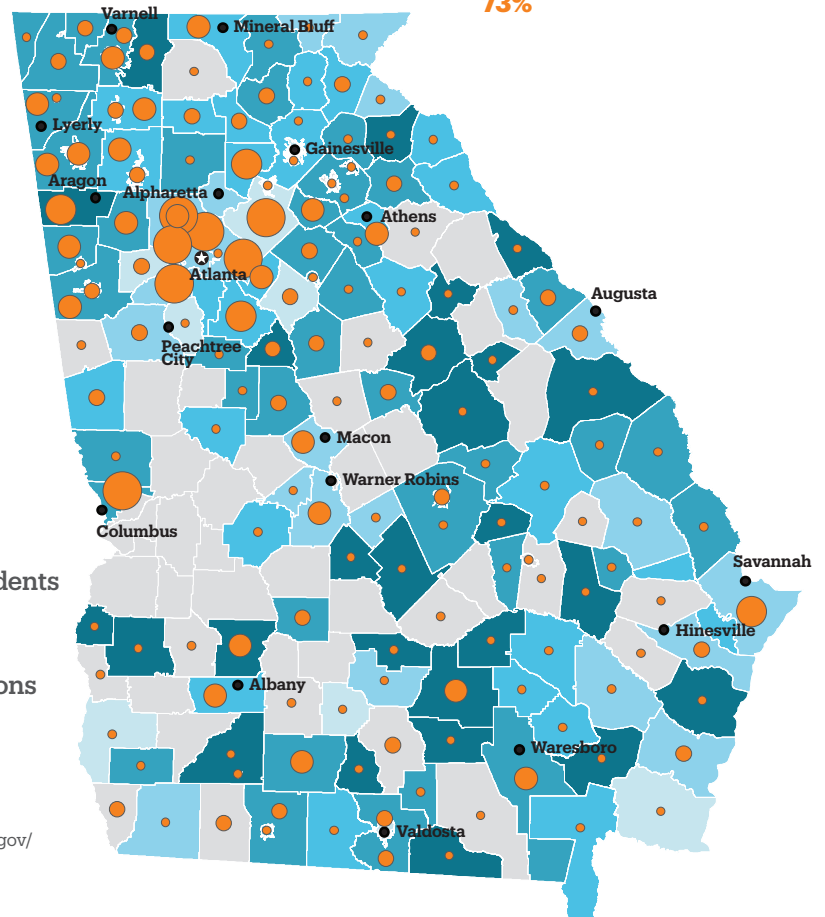 73%
Varnell
Mineral Bluff
Lyerly
Gainesville
Aragon
Alpharetta
Athens
Atlanta
Augusta
Peachtree
City
Macon
Warner Robins
Columbus
Savannah
dents
Hinesville
ons
Albany
Waresboro
Valdosta
gov/